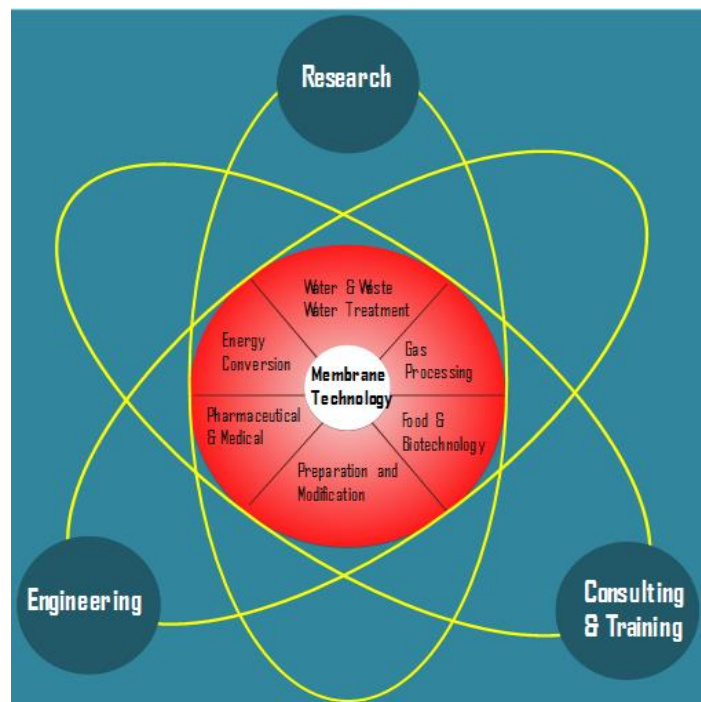 Research
Water & Waste
Water Treatment
Energy
Conversion
Gas
Processing
Membrane
Technology
Pharmaceutical
& Medical
Food &
Biotechnology
Preparation and
Modification
Engineering
Consulting
& Training